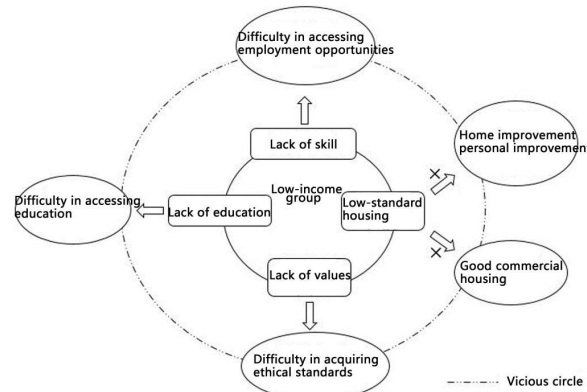 Difficulty in accessing
employment opportunities
Home improvement
personal improvement
Lack of skill
Low-income
group
Difficulty in accessing
education
Lack of education
Low-standard
housing
Good commercial
housing
Lack of values
Difficulty in acquiring
ethical standards
Vicious circle